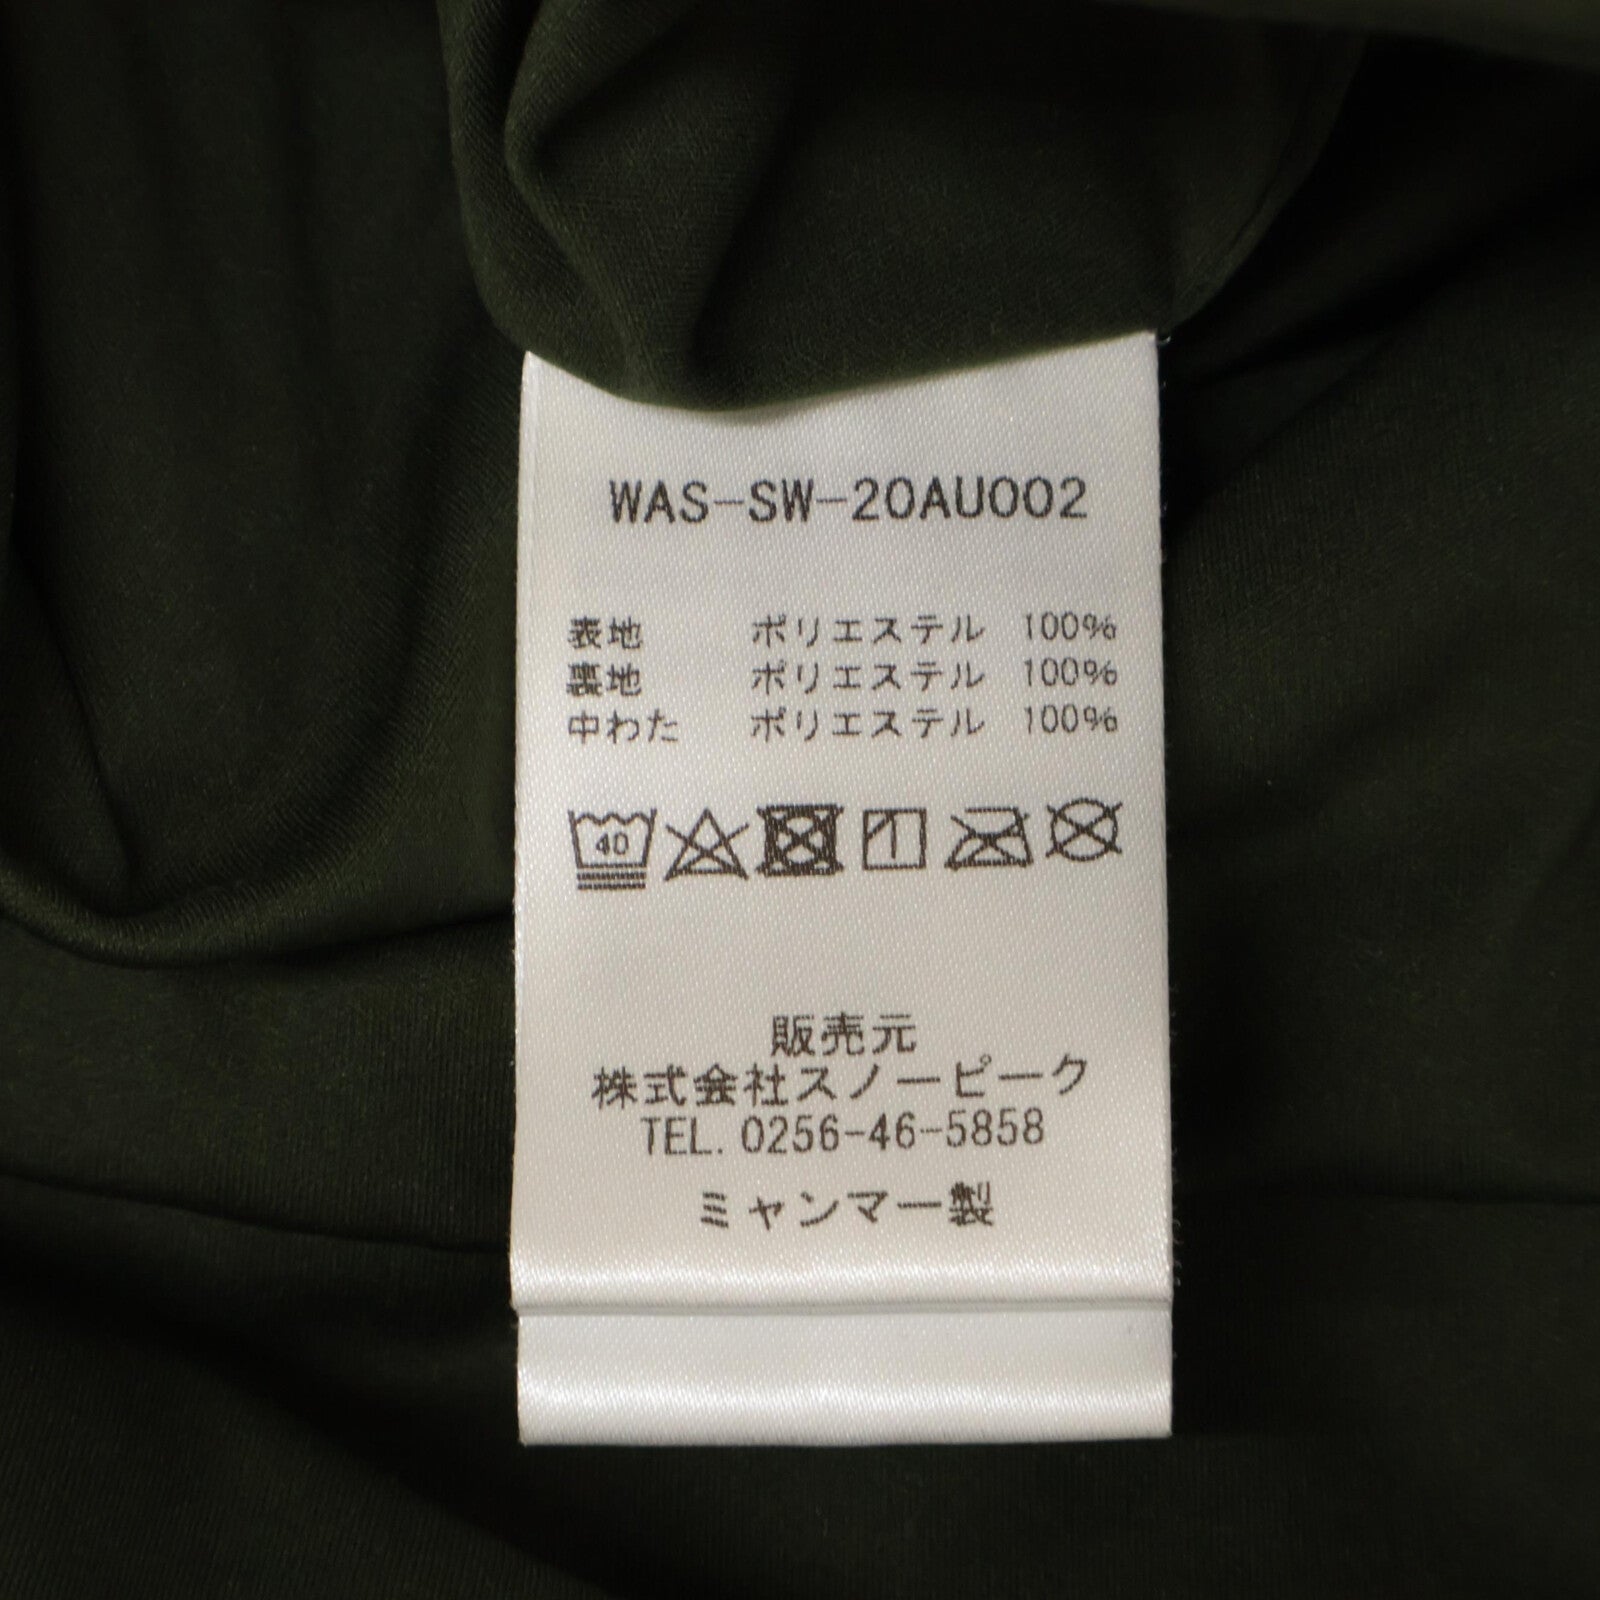 WAS-SW-20AU002
表地 ポリエステル 100%
裏地 ポリエステル 100%
中わた ポリエステル 100%
40
販売元
株式会社スノーピーク
TEL. 0256-46-5858
ミャンマー製